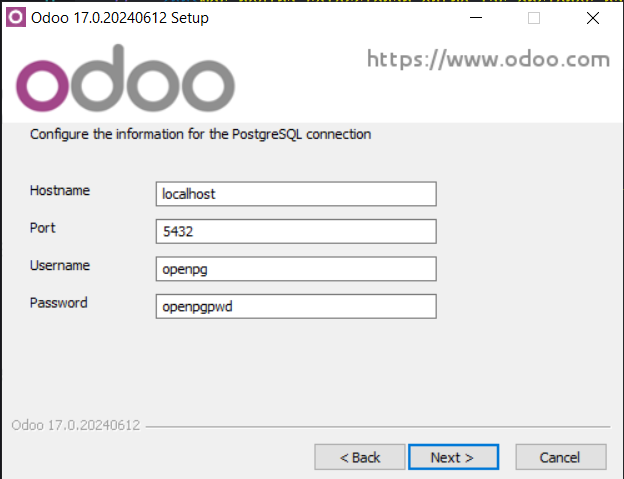 Odoo 17.0.20240612 Setup
odoo
https://www.odoo.com
Configure the information for the PostgreSQL connection
Hostname localhost
Port 5432
Username openpg
Password openpgpwd
Odoo 17.0.20240612
< Back Next > Cancel